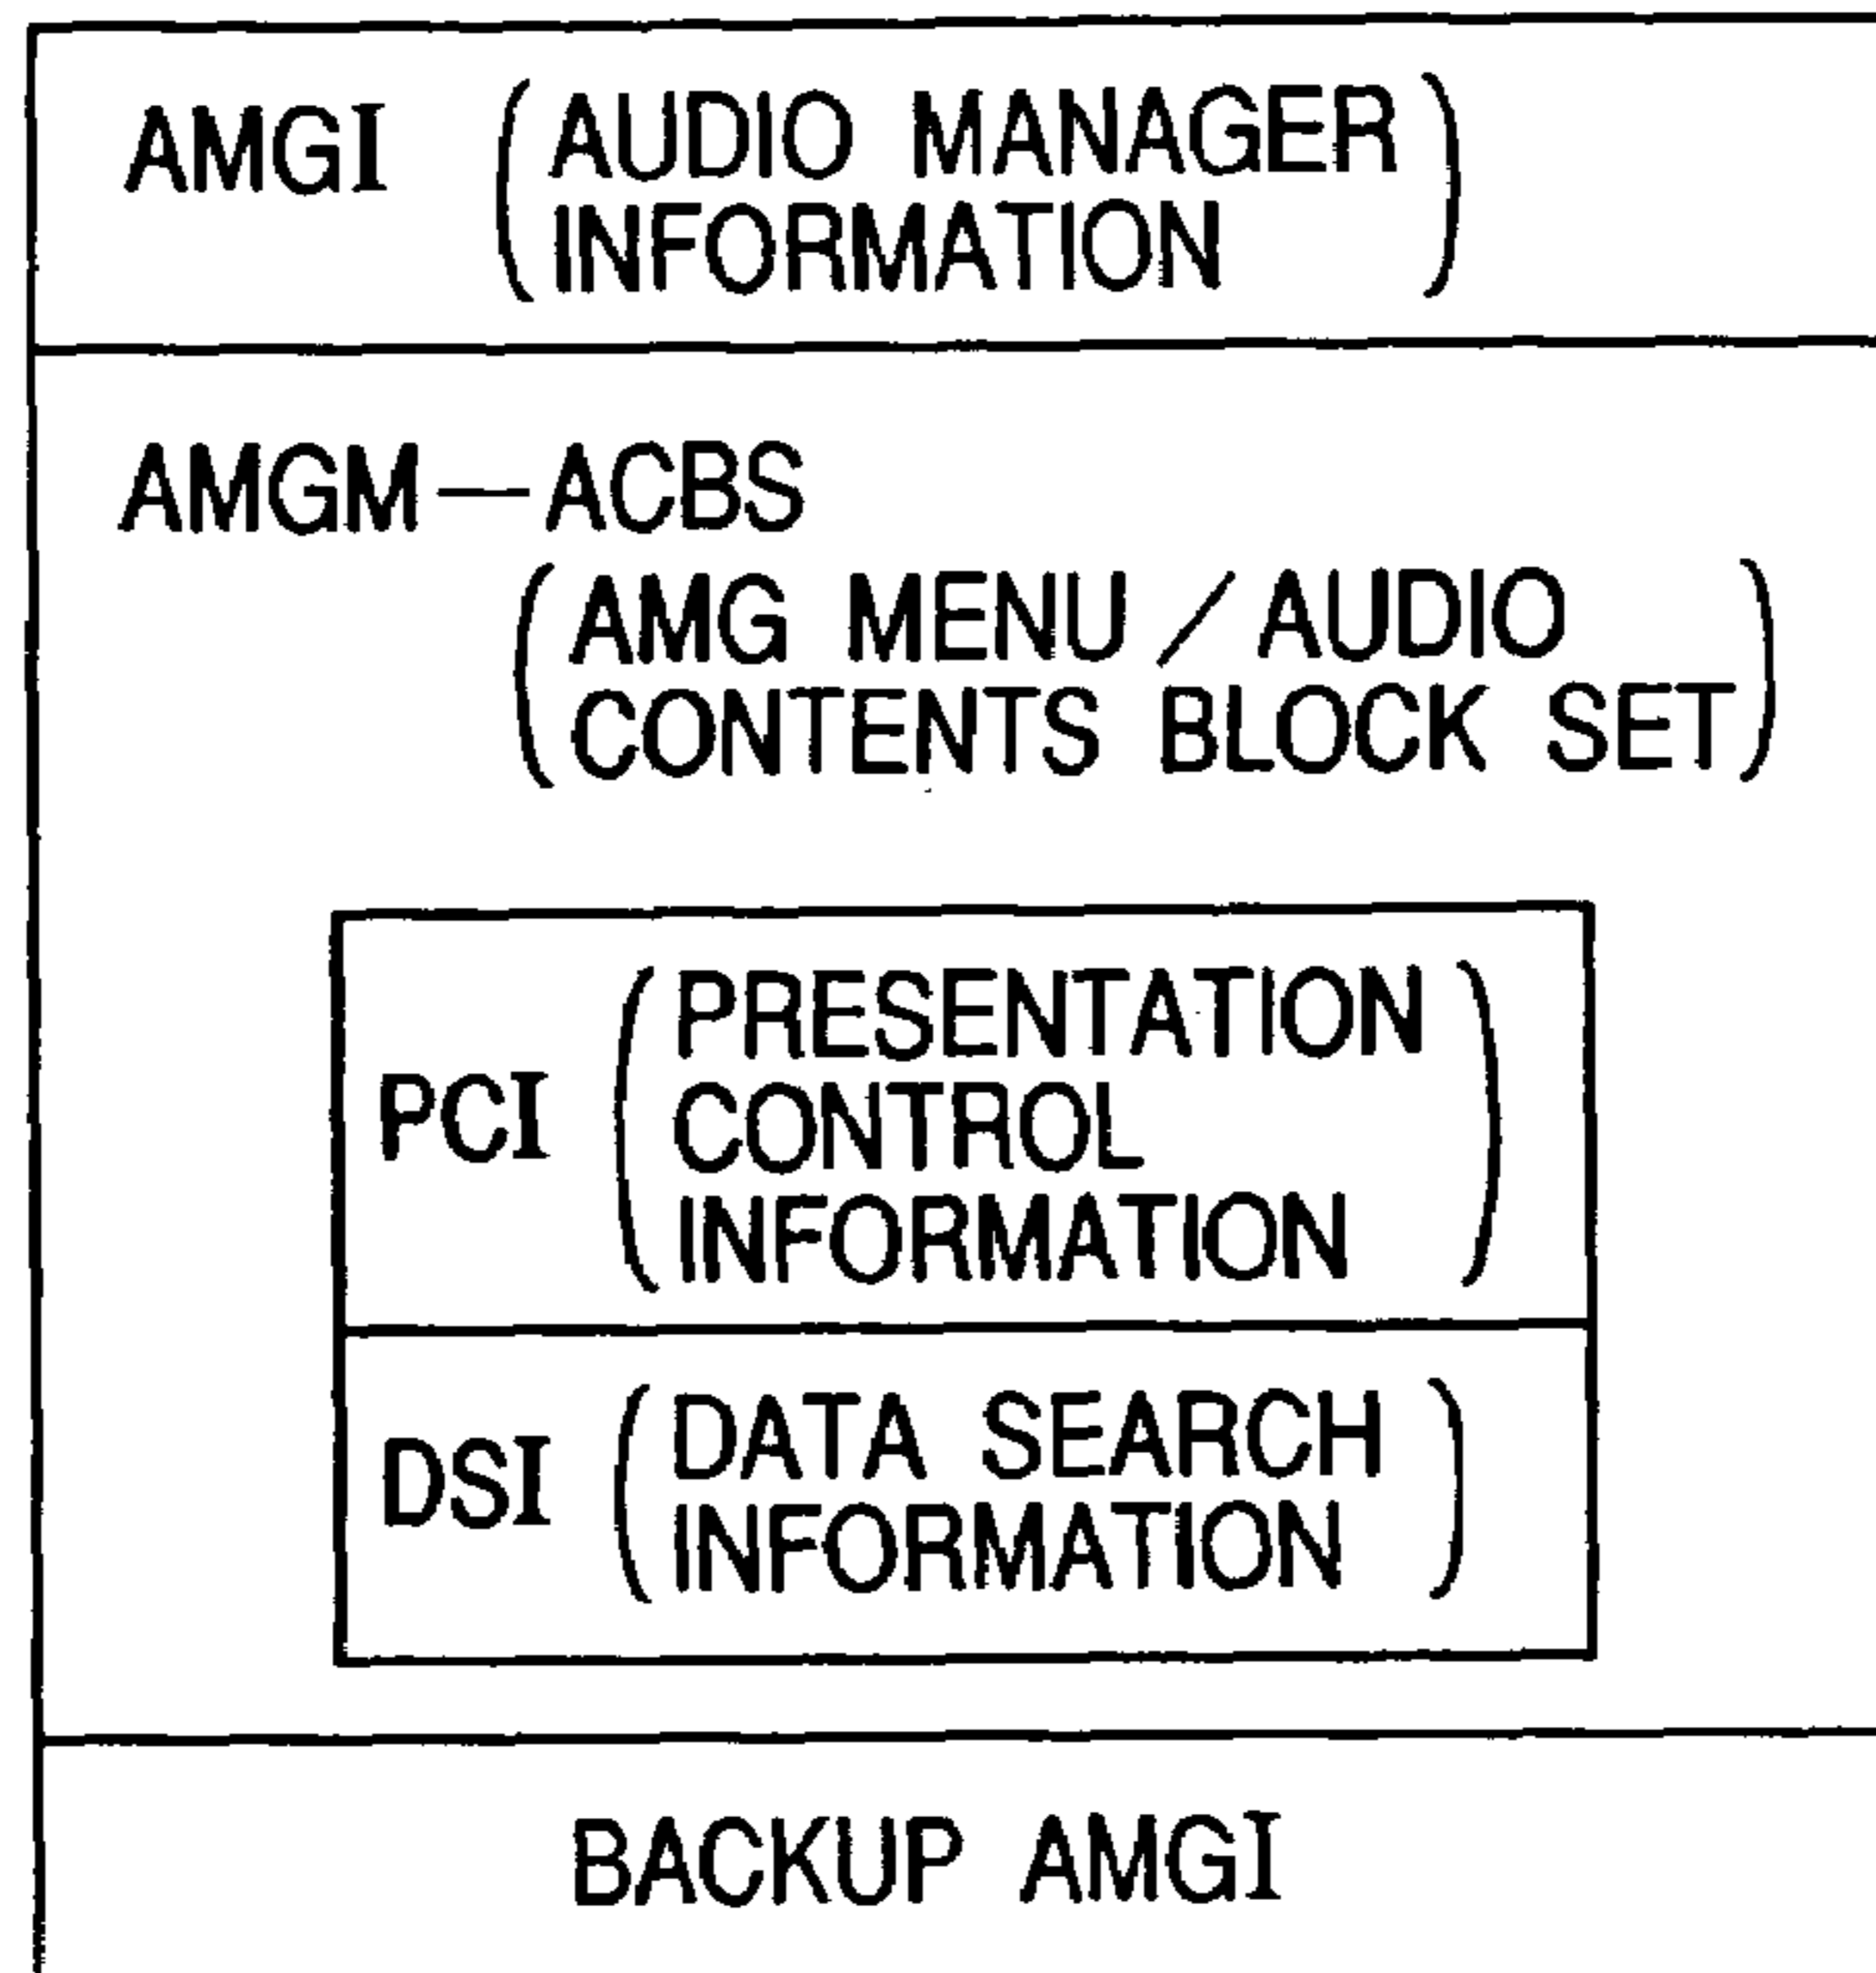 AMGI (AUDIO MANAGER
INFORMATION)
AMGM—ACBS
(AMG MENU/AUDIO
CONTENTS BLOCK SET)
PCI (PRESENTATION
CONTROL
INFORMATION)
DSI (DATA SEARCH
INFORMATION)
BACKUP AMGI